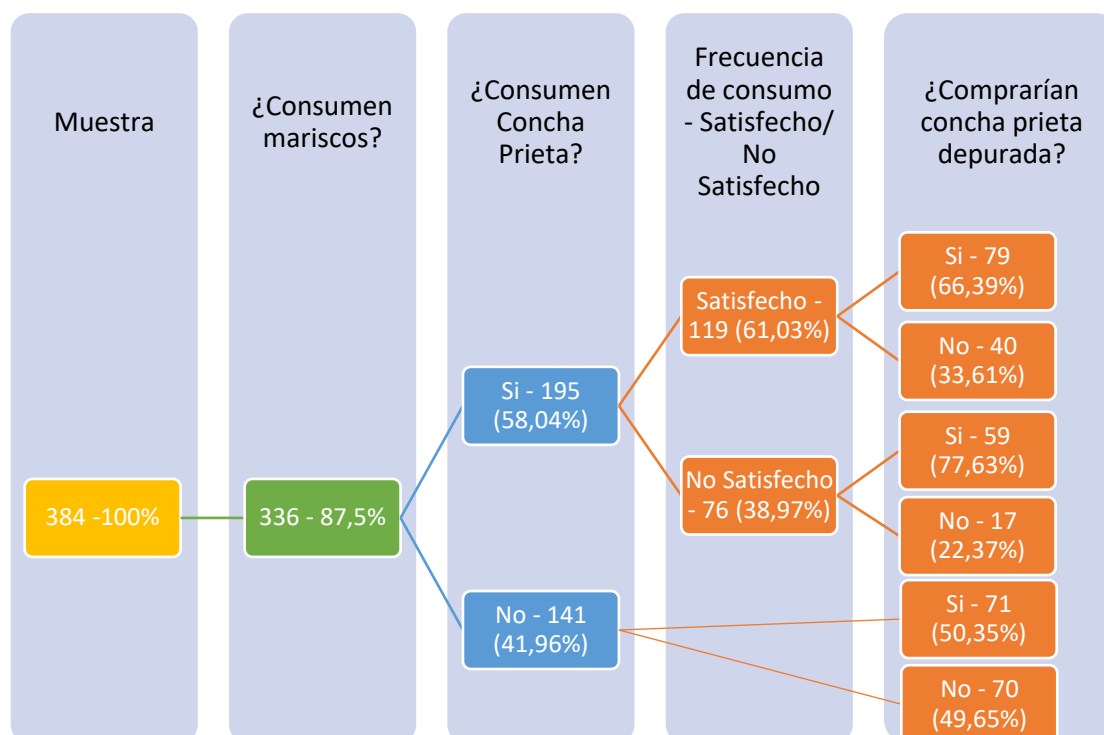 Muestra
¿Consumen
mariscos?
¿Consumen
Concha
Prieta?
Frecuencia
de consumo
- Satisfecho/
No
Satisfecho
¿Comprarían
concha prieta
depurada?
384 -100%
336 - 87,5%
Si - 195
(58,04%)
No - 141
(41,96%)
Satisfecho -
119 (61,03%)
No Satisfecho
- 76 (38,97%)
Si - 79
(66,39%)
No - 40
(33,61%)
Si - 59
(77,63%)
No - 17
(22,37%)
Si - 71
(50,35%)
No - 70
(49,65%)